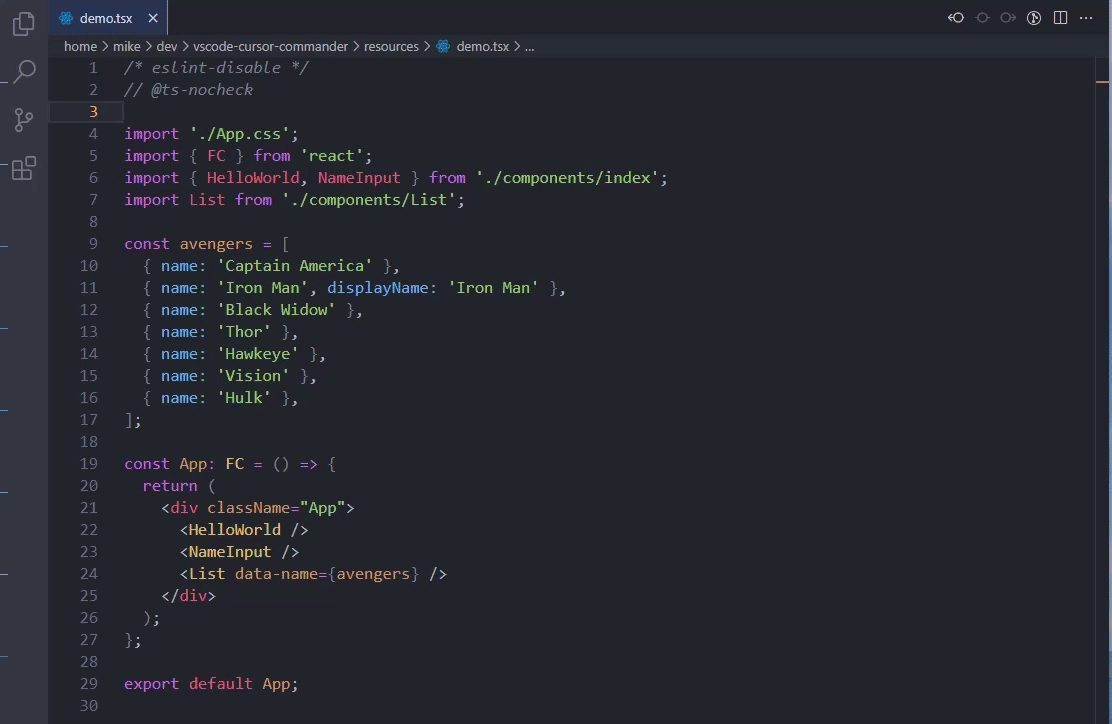 demo.tsx
home > mike > dev > vscode-cursor-commander > resources > demo.tsx > ...
1 /* eslint-disable */
2 // @ts-nocheck
3
4 import './App.css';
5 import { FC } from 'react';
6 import { HelloWorld, NameInput } from './components/index';
7 import List from './components/List';
8
9 const avengers = [
10   { name: 'Captain America' },
11   { name: 'Iron Man', displayName: 'Iron Man' },
12   { name: 'Black Widow' },
13   { name: 'Thor' },
14   { name: 'Hawkeye' },
15   { name: 'Vision' },
16   { name: 'Hulk' },
17 ];
18
19 const App: FC = () => {
20   return (
21     <div className="App">
22       <HelloWorld />
23       <NameInput />
24       <List data-name={avengers} />
25     </div>
26   );
27 };
28
29 export default App;
30